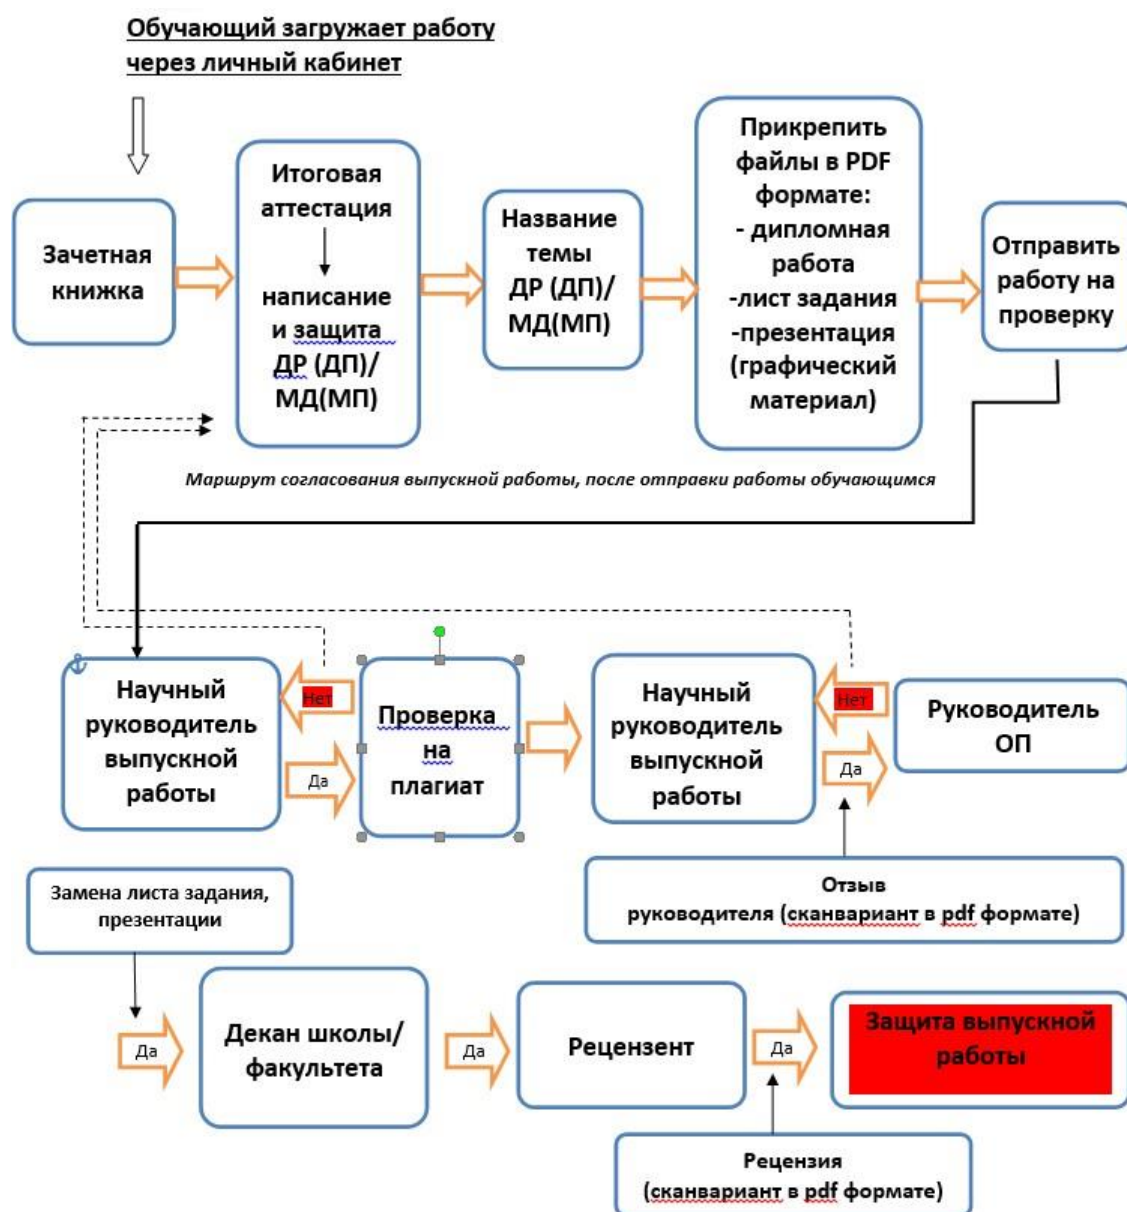 Обучающий загружает работу
через личный кабинет
Зачетная
книжка
Итоговая
аттестация
написание
и защита
ДР (ДП)/
МД(МП)
Название
темы
ДР (ДП)/
МД(МП)
Прикрепить
файлы в PDF
формате:
- дипломная
работа
-лист задания
-презентация
(графический
материал)
Отправить
работу на
проверку
Маршрут согласования выпускной работы, после отправки работы обучающимся
Научный
руководитель
выпускной
работы
Нет
Да
Проверка
на
плагиат
Научный
руководитель
выпускной
работы
Нет
Да
Руководитель
ОП
Замена листа задания,
презентации
Отзыв
руководителя (сканвариант в pdf формате)
Да
Декан школы/
факультета
Да
Рецензент
Да
Защита выпускной
работы
Рецензия
(сканвариант в pdf формате)